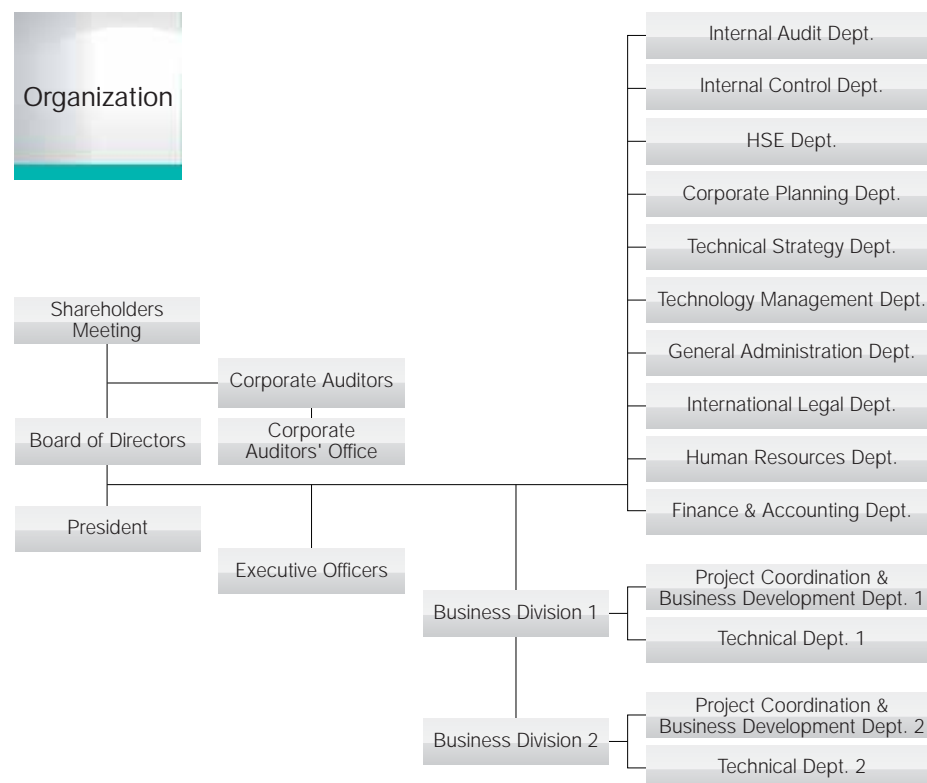 Organization
Shareholders
Meeting
Corporate Auditors
Board of Directors
Corporate
Auditors' Office
President
Executive Officers
Internal Audit Dept.
Internal Control Dept.
HSE Dept.
Corporate Planning Dept.
Technical Strategy Dept.
Technology Management Dept.
General Administration Dept.
International Legal Dept.
Human Resources Dept.
Finance & Accounting Dept.
Business Division 1
Project Coordination &
Business Development Dept. 1
Technical Dept. 1
Business Division 2
Project Coordination &
Business Development Dept. 2
Technical Dept. 2